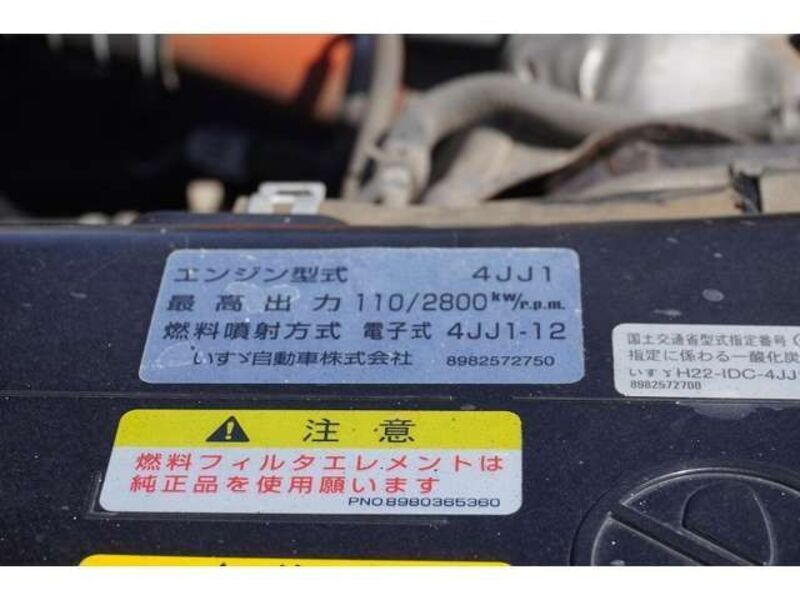 エンジン型式 4JJ1
最高出力 110/2800kW/r.p.m.
燃料噴射方式 電子式 4JJ1-12
いすゞ自動車株式会社 8982572750
国土交通省型式指定番号
指定に係わる一酸化炭
いすゞH22-IDC-4JJ
8982572700
注意
燃料フィルタエレメントは
純正品を使用願います
PNO.8980365360